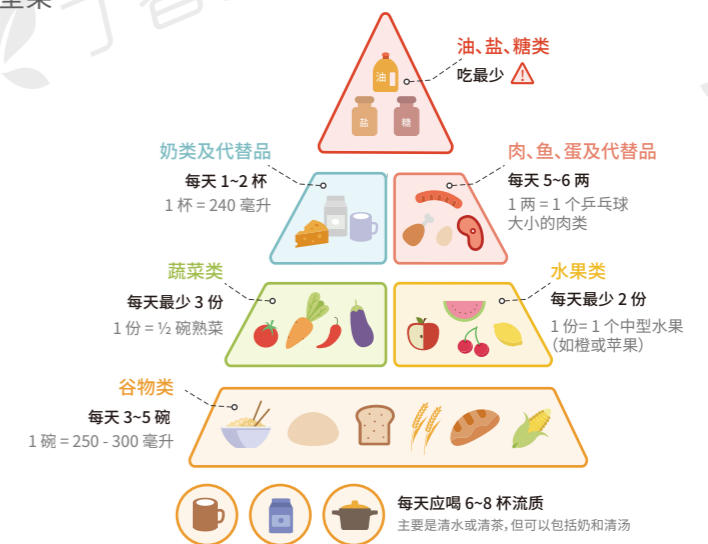 油、盐、糖类
吃最少
油
盐
糖
奶类及代替品
每天 1~2 杯
1 杯 = 240 毫升
肉、鱼、蛋及代替品
每天 5~6 两
1 两 = 1 个乒乓球
大小的肉类
蔬菜类
每天最少 3 份
1 份 = ½ 碗熟菜
水果类
每天最少 2 份
1 份= 1 个中型水果
（如橙或苹果）
谷物类
每天 3~5 碗
1 碗 = 250 - 300 毫升
每天应喝 6~8 杯流质
主要是清水或清茶，但可以包括奶和清汤